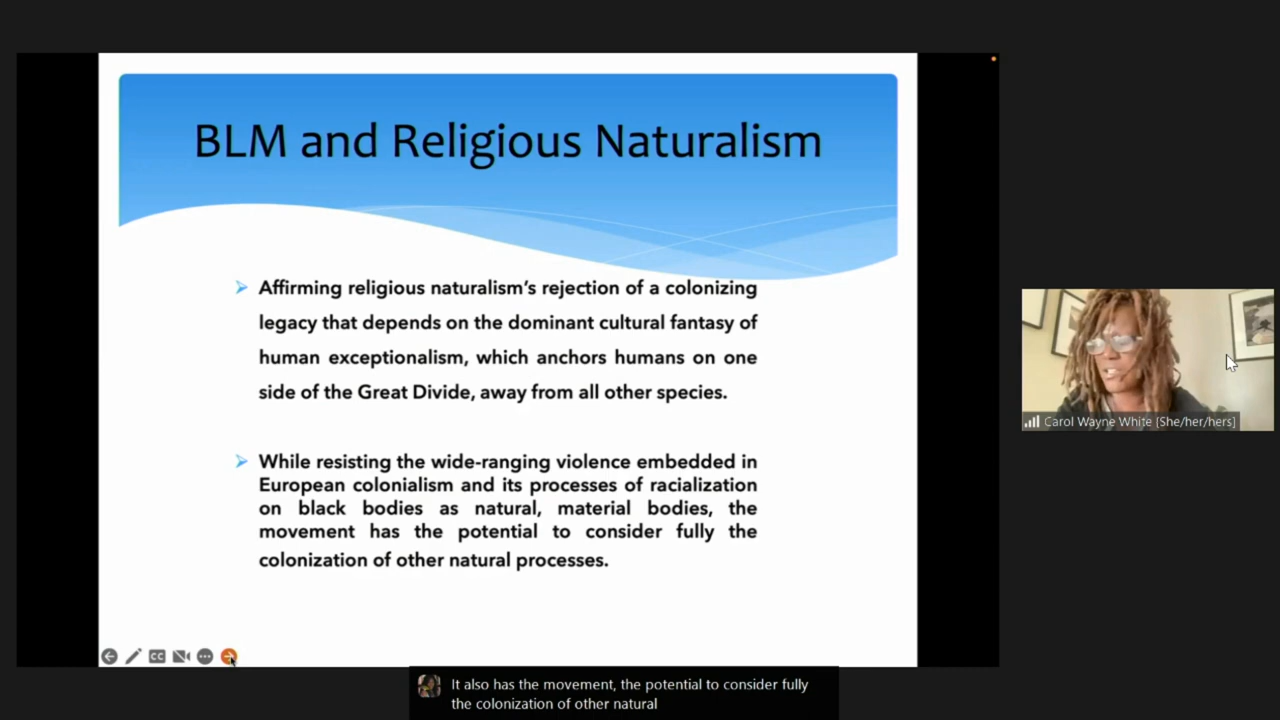 BLM and Religious Naturalism
Affirming religious naturalism's rejection of a colonizing
legacy that depends on the dominant cultural fantasy of
human exceptionalism, which anchors humans on one
side of the Great Divide, away from all other species.
While resisting the wide-ranging violence embedded in
European colonialism and its processes of racialization
on black bodies as natural, material bodies, the
movement has the potential to consider fully the
colonization of other natural processes.
Carol Wayne White (She/her/hers)
CC
It also has the movement, the potential to consider fully
the colonization of other natural